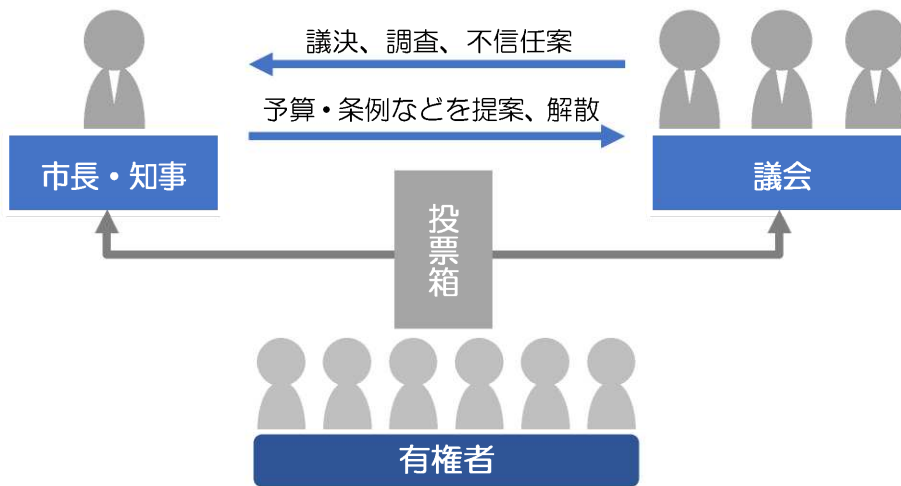 議決、調査、不信任案
予算・条例などを提案、解散
市長・知事
議会
投票箱
有権者